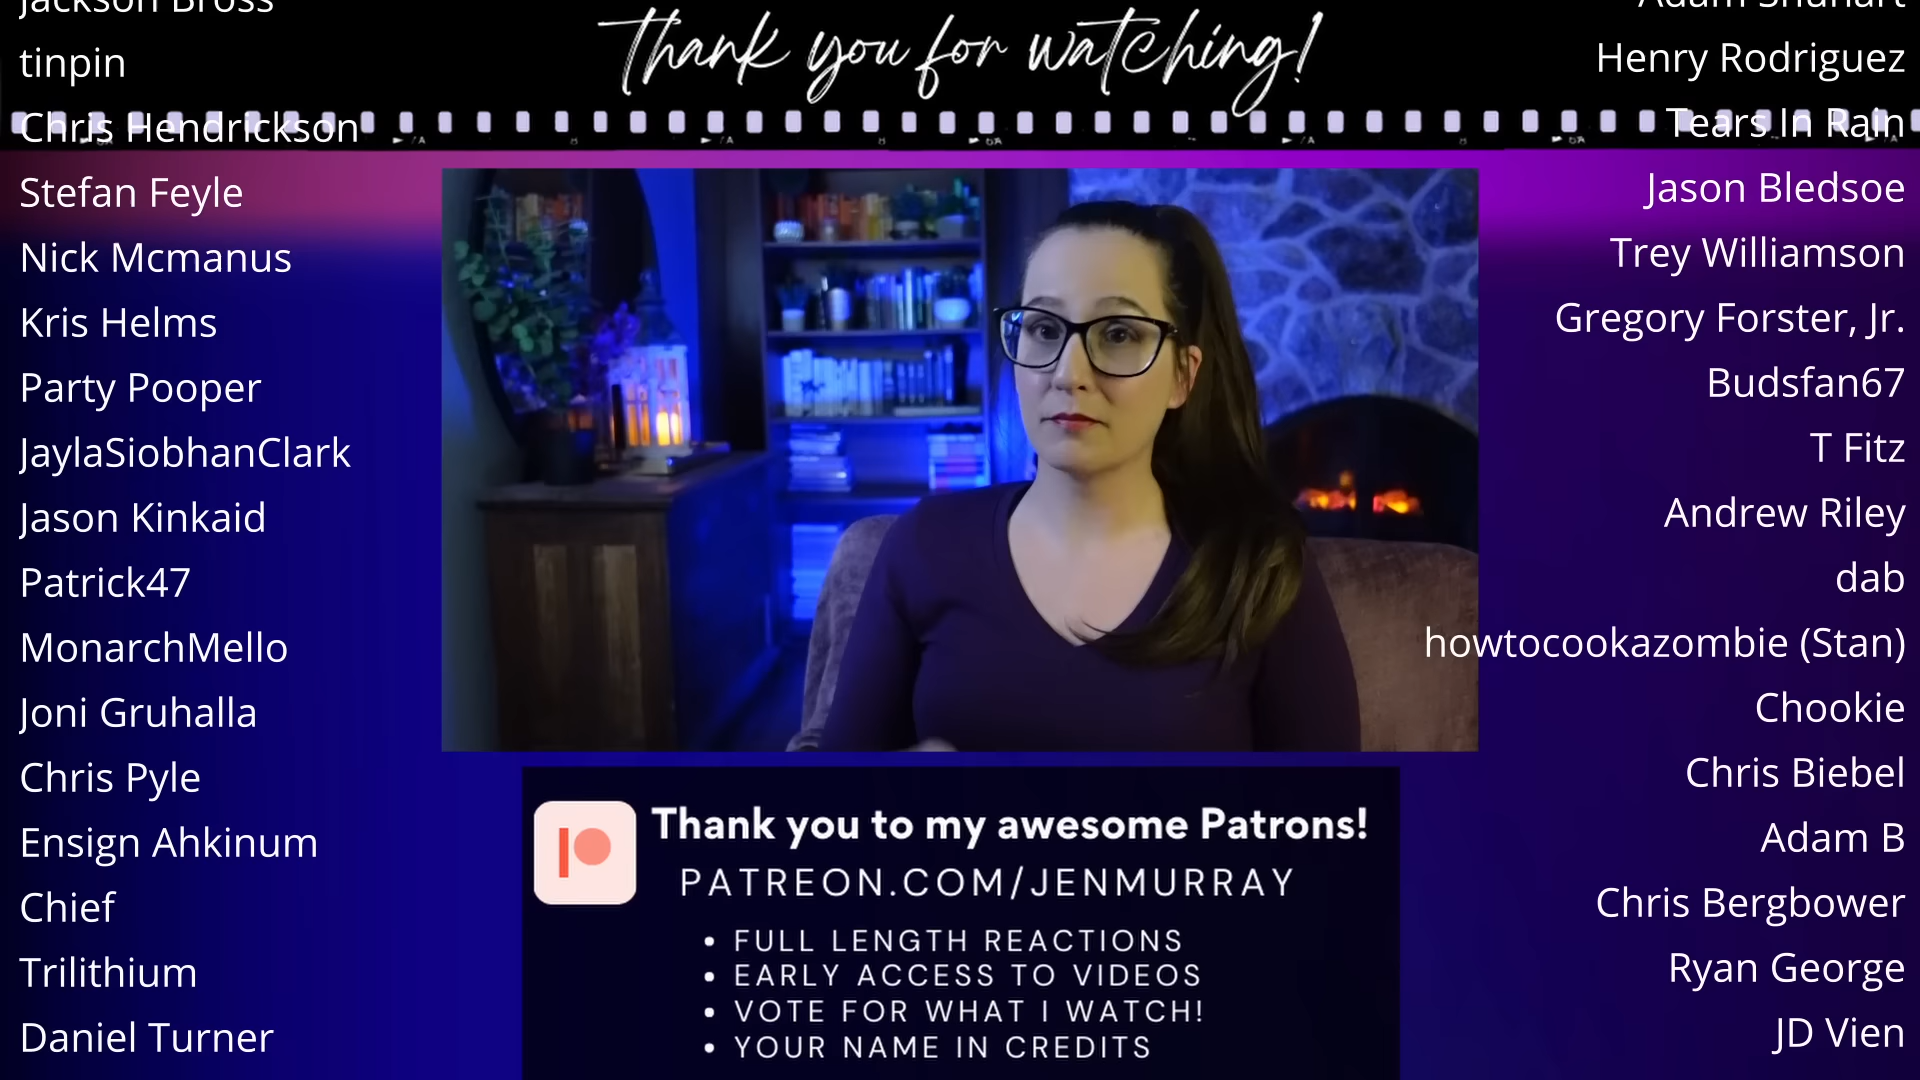 Thank you for watching!
Jackson Bross
tinpin
Chris Hendrickson
Stefan Feyle
Nick Mcmanus
Kris Helms
Party Pooper
JaylaSiobhanClark
Jason Kinkaid
Patrick47
MonarchMello
Joni Gruhalla
Chris Pyle
Ensign Ahkinum
Chief
Trilithium
Daniel Turner
Thank you to my awesome Patrons!
PATREON.COM/JENMURRAY
• FULL LENGTH REACTIONS
• EARLY ACCESS TO VIDEOS
• VOTE FOR WHAT I WATCH!
• YOUR NAME IN CREDITS
Adam Shuhart
Henry Rodriguez
Tears In Rain
Jason Bledsoe
Trey Williamson
Gregory Forster, Jr.
Budsfan67
T Fitz
Andrew Riley
dab
howtocookazombie (Stan)
Chookie
Chris Biebel
Adam B
Chris Bergbower
Ryan George
JD Vien